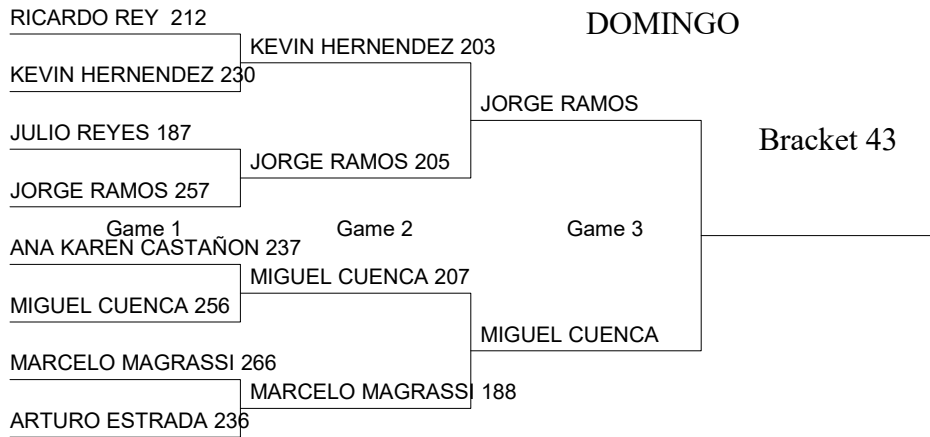 RICARDO REY 212
DOMINGO
KEVIN HERNENDEZ 203
KEVIN HERNENDEZ 230
JORGE RAMOS
JULIO REYES 187
Bracket 43
JORGE RAMOS 205
JORGE RAMOS 257
Game 1
Game 2
Game 3
ANA KAREN CASTAÑON 237
MIGUEL CUENCA 207
MIGUEL CUENCA 256
MIGUEL CUENCA
MARCELO MAGRASSI 266
MARCELO MAGRASSI 188
ARTURO ESTRADA 236